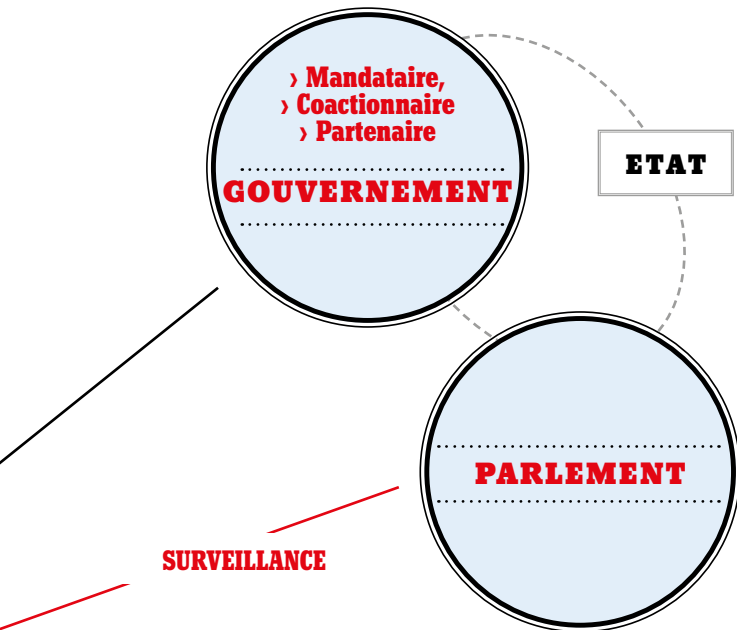 › Mandataire,
› Coactionnaire
› Partenaire
GOUVERNEMENT
ETAT
PARLEMENT
SURVEILLANCE